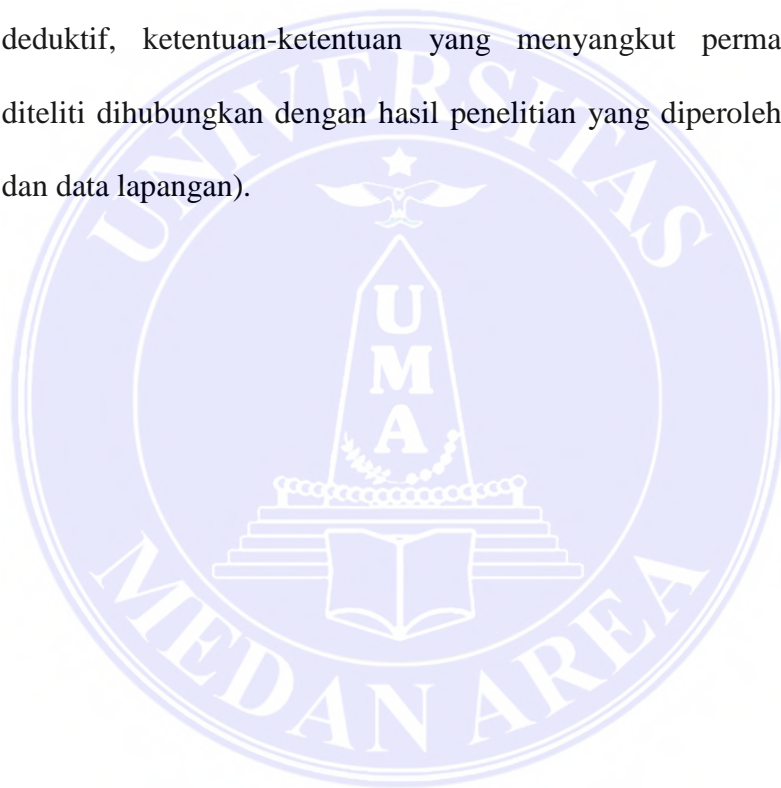 deduktif, ketentuan-ketentuan yang menyangkut perma
diteliti dihubungkan dengan hasil penelitian yang diperoleh
dan data lapangan).
UNIVERSITAS
UMA
MEDAN AREA